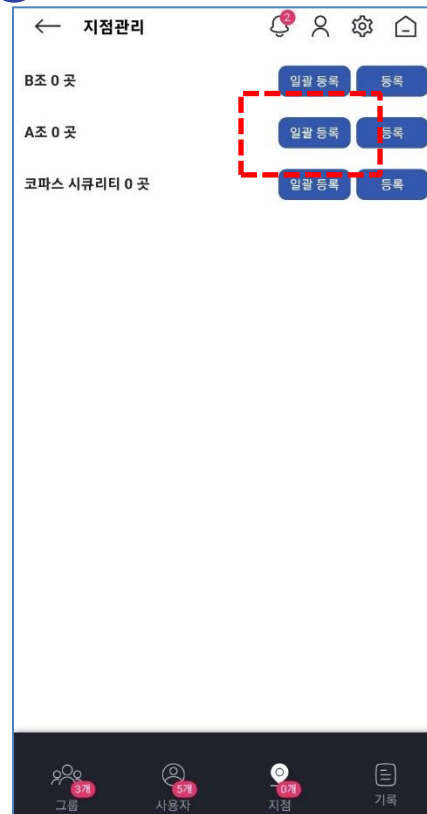 지점관리
2
B조 0 곳 일괄 등록 등록
A조 0 곳 일괄 등록 등록
코파스 시큐리티 0 곳 일괄 등록 등록
3개 5개 0개
그룹 사용자 지점 기록